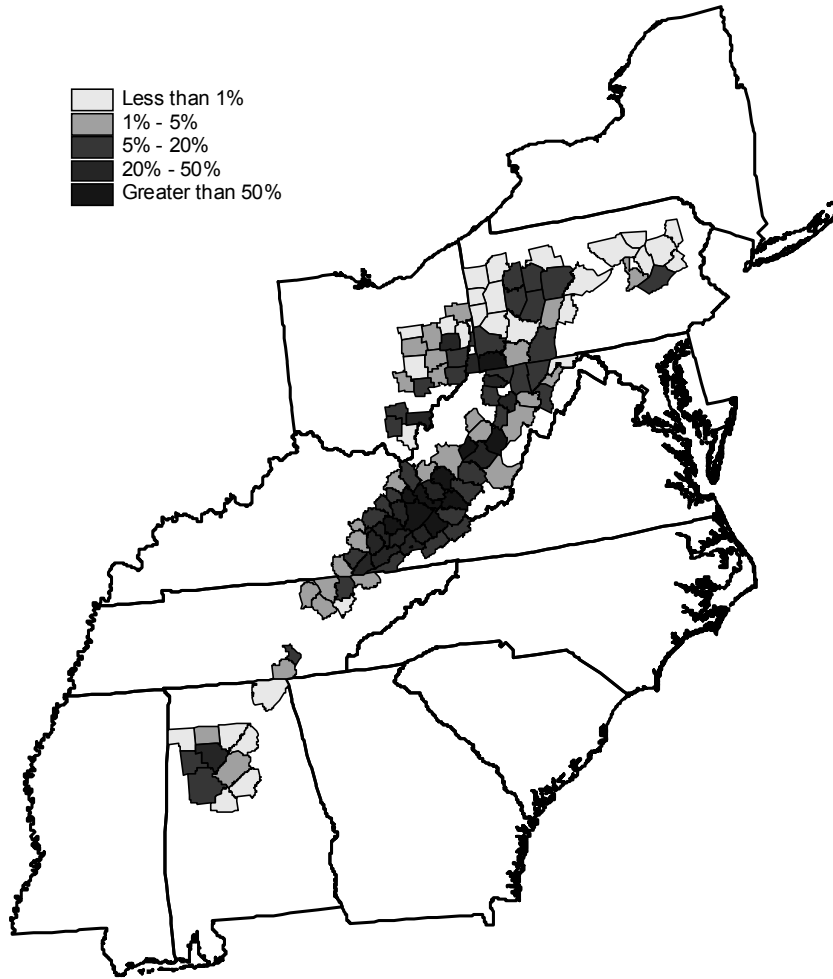 Less than 1%
1% - 5%
5% - 20%
20% - 50%
Greater than 50%